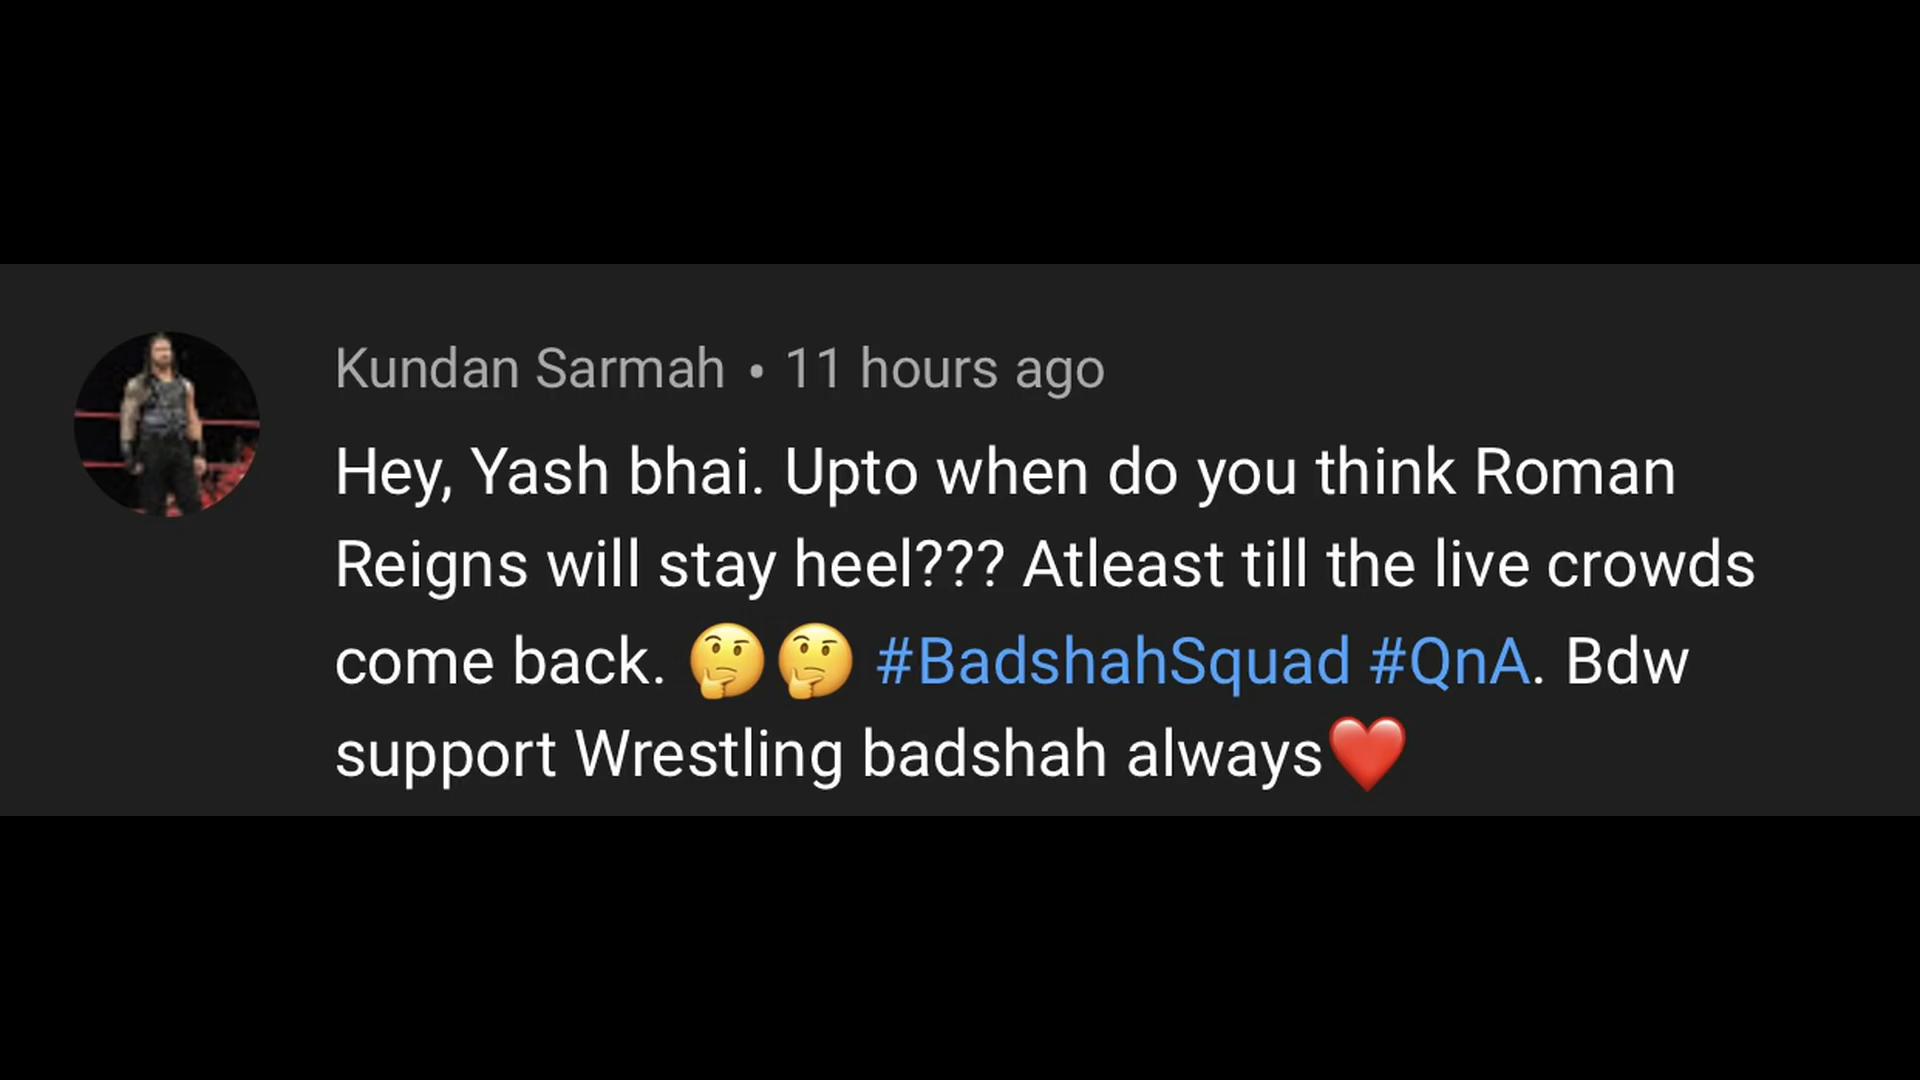 Kundan Sarmah • 11 hours ago
Hey, Yash bhai. Upto when do you think Roman
Reigns will stay heel??? Atleast till the live crowds
come back. 🤔🤔 #BadshahSquad #QnA. Bdw
support Wrestling badshah always❤️